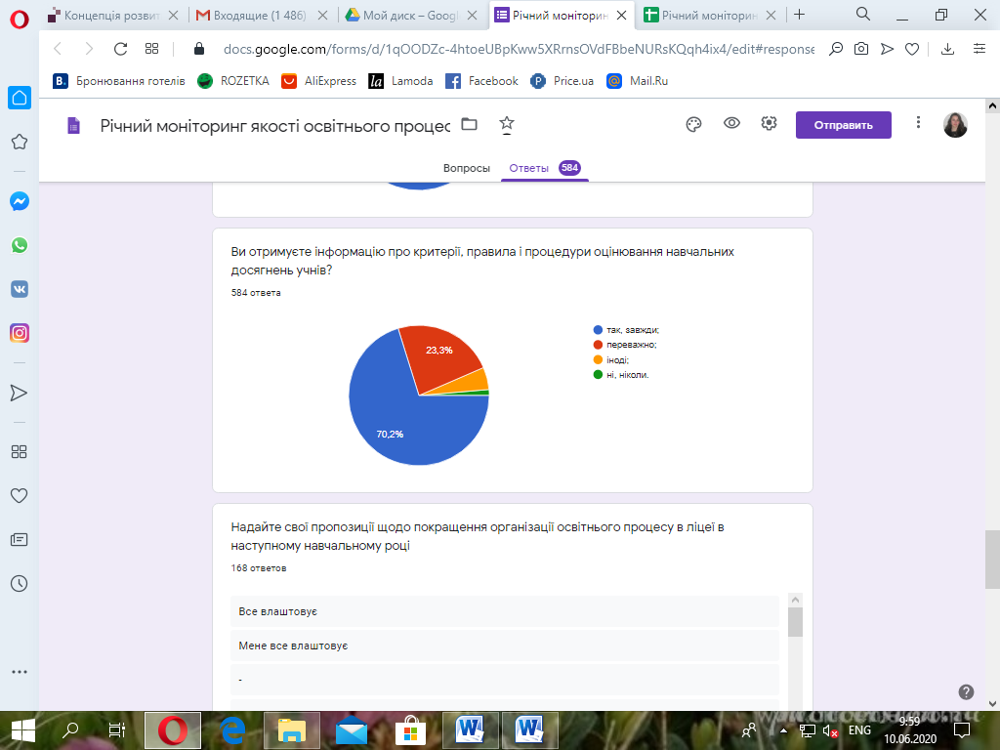 Концепція розвит
Входящие (1 486)
Мой диск – Googl
Річний моніторин
Річний моніторин
docs.google.com/forms/d/1qOODZc-4htoeUBpKww5XRrnsOVdFBbeNURsKQqh4ix4/edit#response
B. Бронювання готелів
ROZETKA
AliExpress
la Lamoda
Facebook
P Price.ua
@ Mail.Ru
Річний моніторинг якості освітнього процес
Отправить
Вопросы
Ответы 584
Ви отримуєте інформацію про критерії, правила і процедури оцінювання навчальних
досягнень учнів?
584 ответа
23,3%
70,2%
так, завжди;
переважно;
іноді;
ні, ніколи.
Надайте свої пропозиції щодо покращення організації освітнього процесу в ліцеї в
наступному навчальному році
168 ответов
Все влаштовує
Мене все влаштовує
-
ENG
9:59
10.06.2020